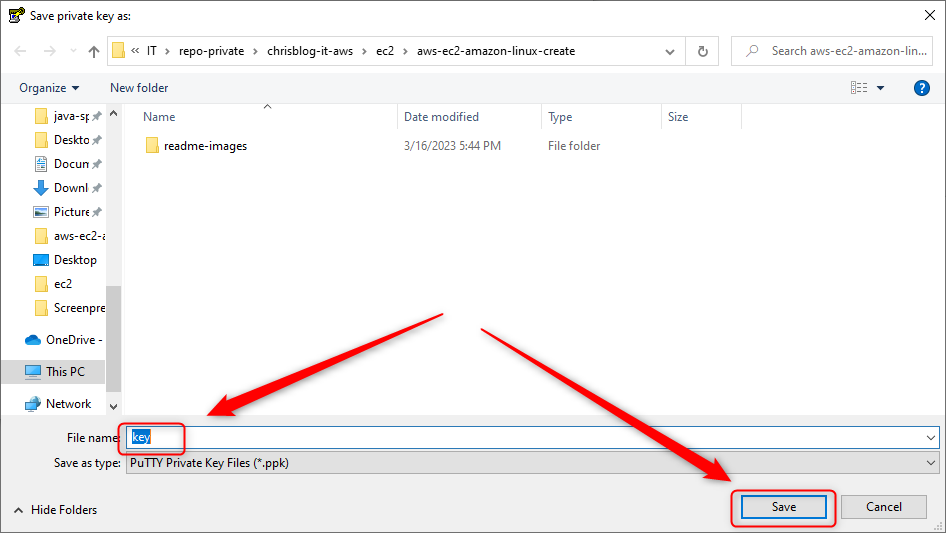 Save private key as:
« IT › repo-private › chrisblog-it-aws › ec2 › aws-ec2-amazon-linux-create
Search aws-ec2-amazon-lin...
Organize
New folder
?
Name
Date modified
Type
Size
readme-images
3/16/2023 5:44 PM
File folder
java-sp
Deskto
Docum
Downl
Picture
aws-ec2-a
Desktop
ec2
Screenpre
OneDrive -
This PC
Network
File name:
key
Save as type:
PuTTY Private Key Files (*.ppk)
Hide Folders
Save
Cancel